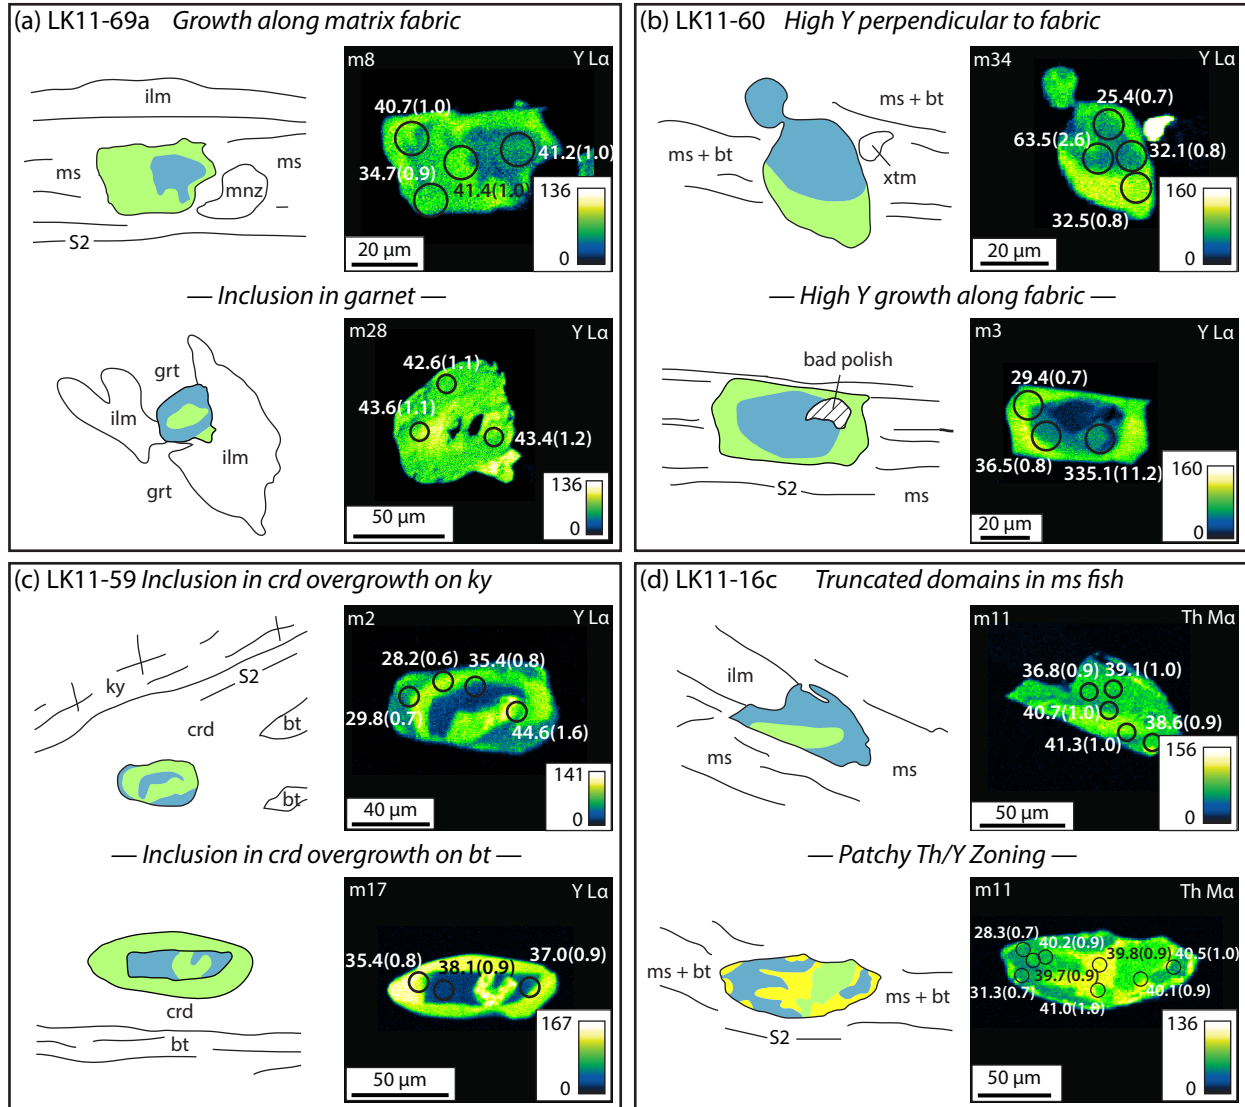 (a) LK11-69a Growth along matrix fabric
m8 Y Lα
ilm
ms
ms
mnz
S2
40.7(1.0)
41.2(1.0)
34.7(0.9)
41.4(1.0)
136
0
20 µm
— Inclusion in garnet —
m28 Y Lα
grt
ilm
ilm
grt
42.6(1.1)
43.6(1.1)
43.4(1.2)
136
0
50 µm
(b) LK11-60 High Y perpendicular to fabric
m34 Y Lα
ms + bt
ms + bt
xtm
25.4(0.7)
63.5(2.6)
32.1(0.8)
32.5(0.8)
160
0
20 µm
— High Y growth along fabric —
m3 Y Lα
bad polish
S2
ms
29.4(0.7)
36.5(0.8)
335.1(11.2)
160
0
20 µm
(c) LK11-59 Inclusion in crd overgrowth on ky
m2 Y Lα
ky
S2
crd
bt
bt
28.2(0.6)
35.4(0.8)
29.8(0.7)
44.6(1.6)
141
0
40 µm
— Inclusion in crd overgrowth on bt —
m17 Y Lα
crd
bt
35.4(0.8)
38.1(0.9)
37.0(0.9)
167
0
50 µm
(d) LK11-16c Truncated domains in ms fish
m11 Th Mα
ilm
ms
ms
36.8(0.9)
39.1(1.0)
40.7(1.0)
38.6(0.9)
41.3(1.0)
156
0
50 µm
— Patchy Th/Y Zoning —
m11 Th Mα
ms + bt
ms + bt
S2
28.3(0.7)
40.2(0.9)
39.8(0.9)
40.5(1.0)
39.7(0.9)
31.3(0.7)
40.1(0.9)
41.0(1.0)
136
0
50 µm